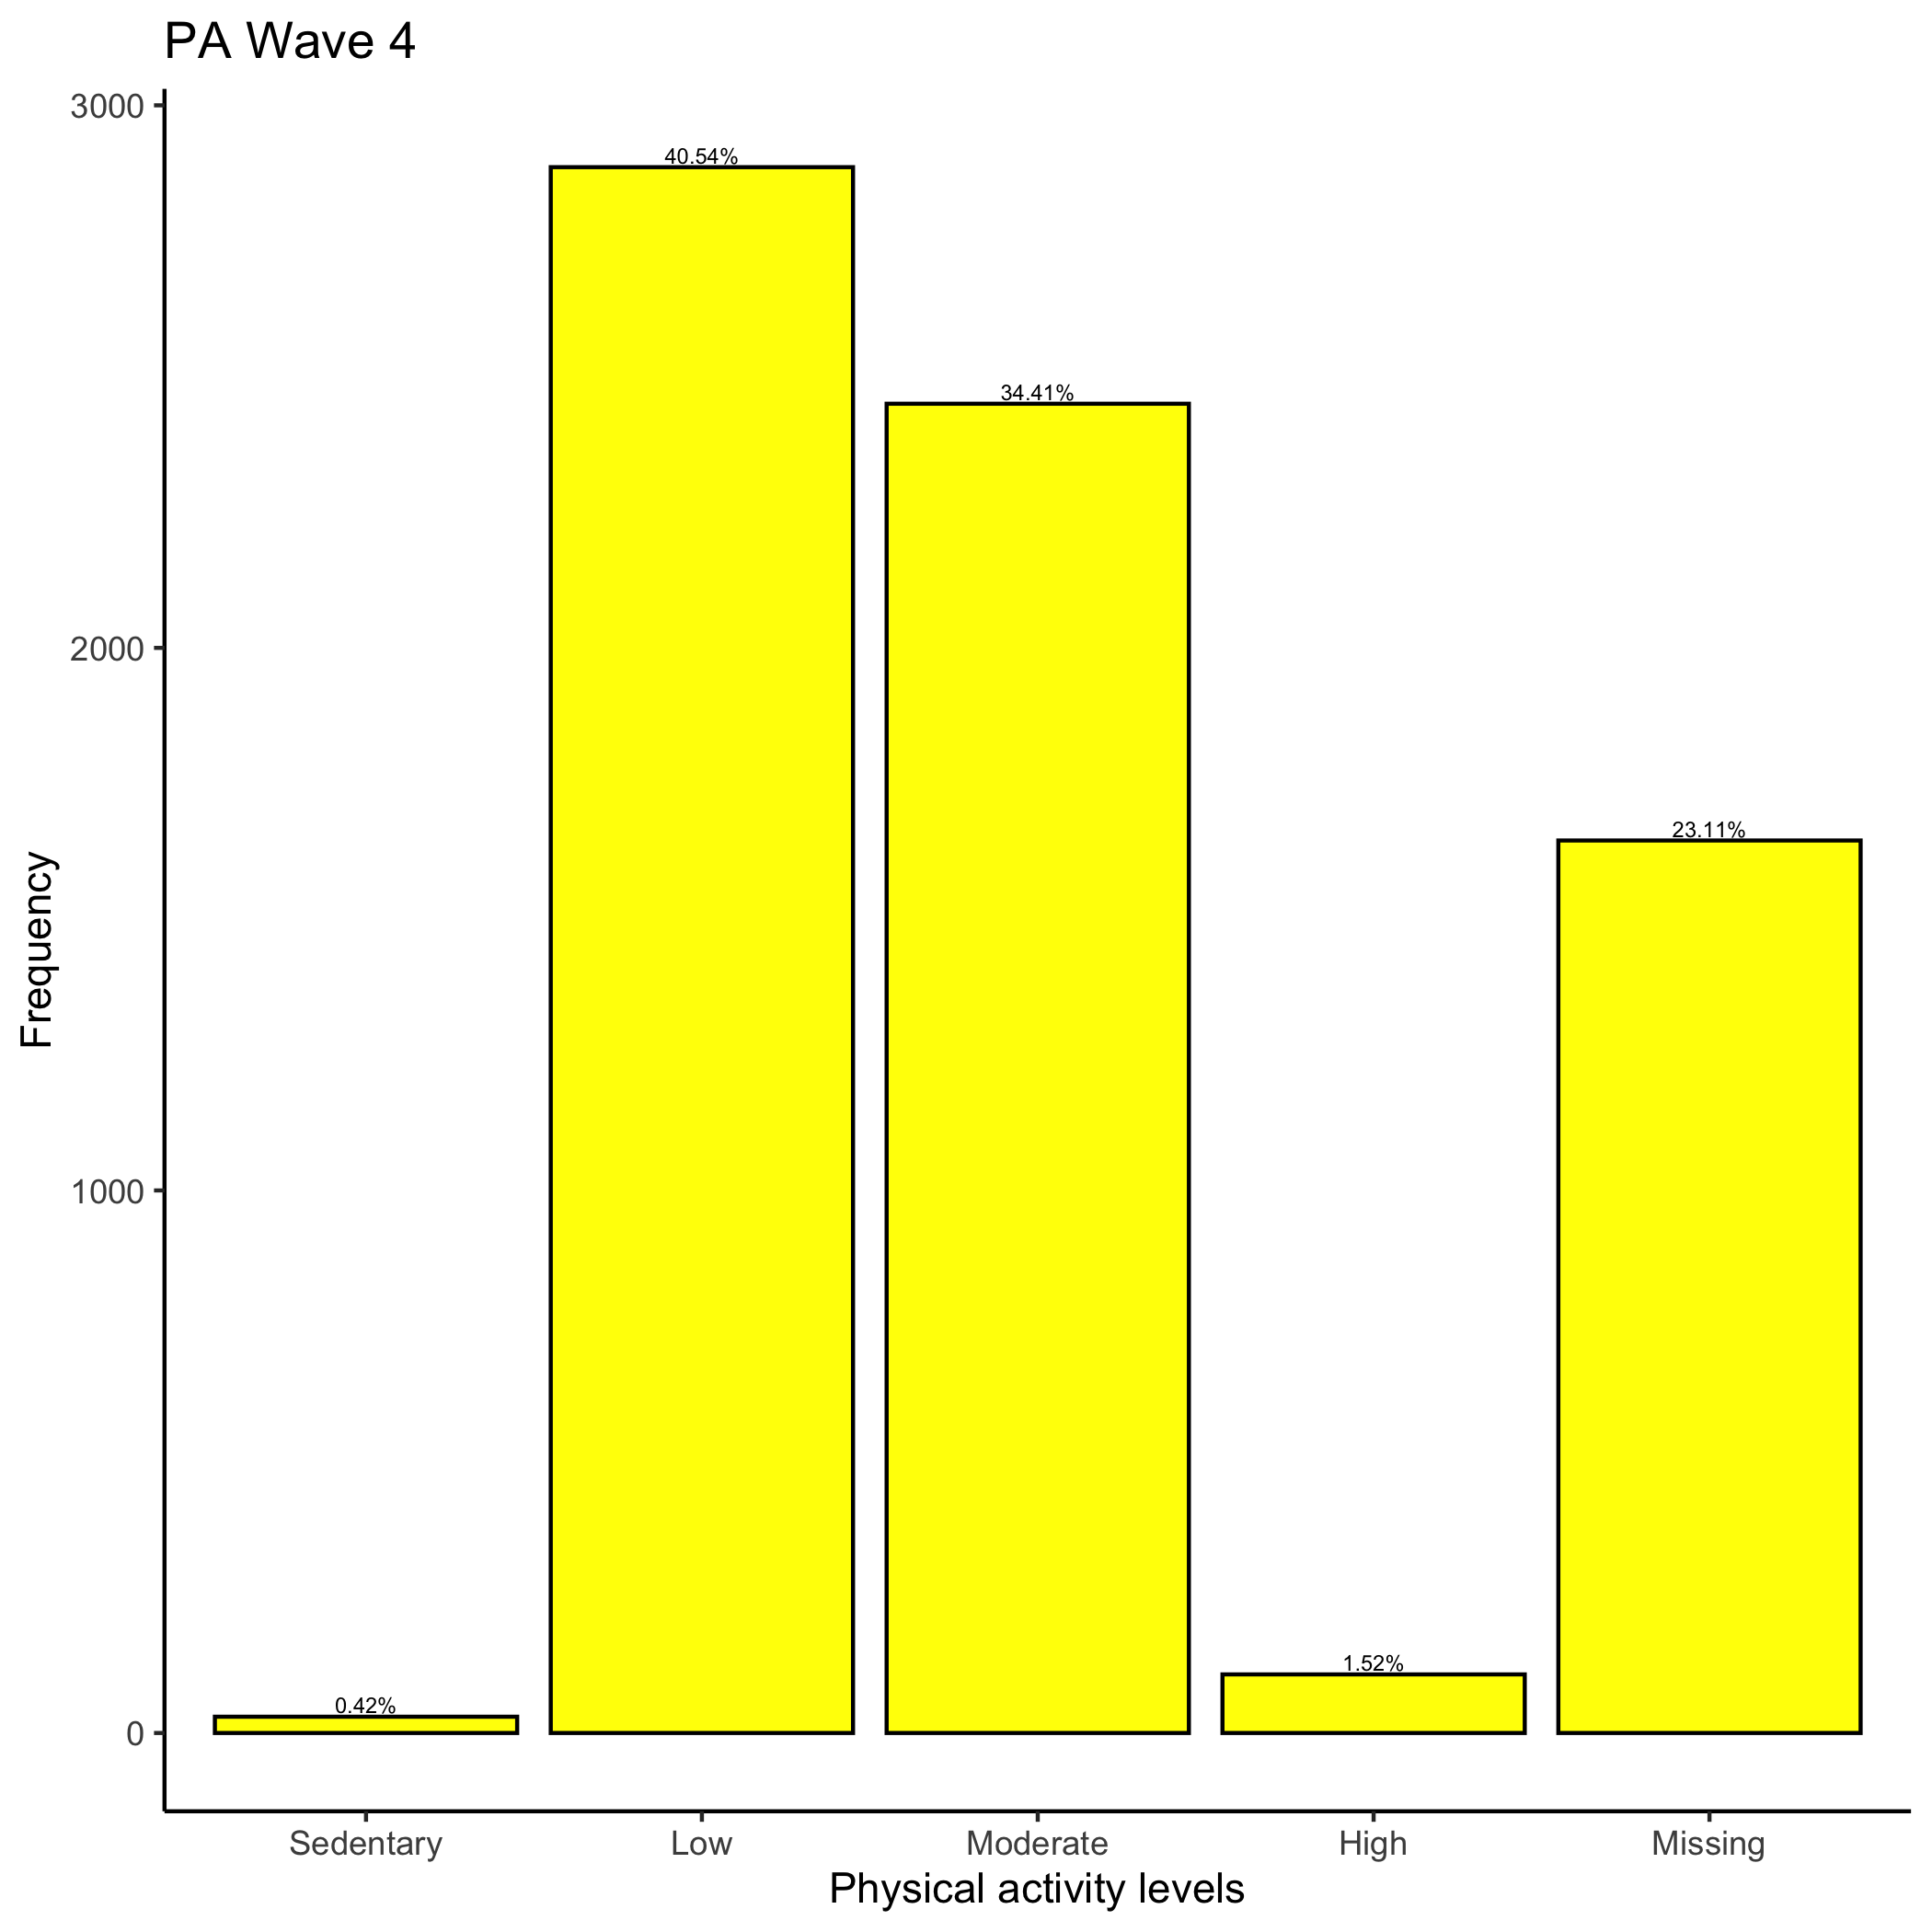 PA Wave 4
3000
2000
1000
0
Frequency
40.54%
34.41%
23.11%
1.52%
0.42%
Sedentary Low Moderate High Missing
Physical activity levels